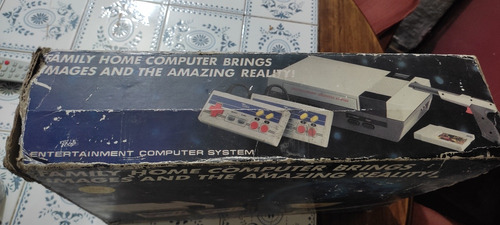 FAMILY HOME COMPUTER BRINGS
IMAGES AND THE AMAZING REALITY!
ENTERTAINMENT COMPUTER SYSTEM
FAMILY HOME COMPUTER BRINGS
IMAGES AND THE AMAZING REALITY!